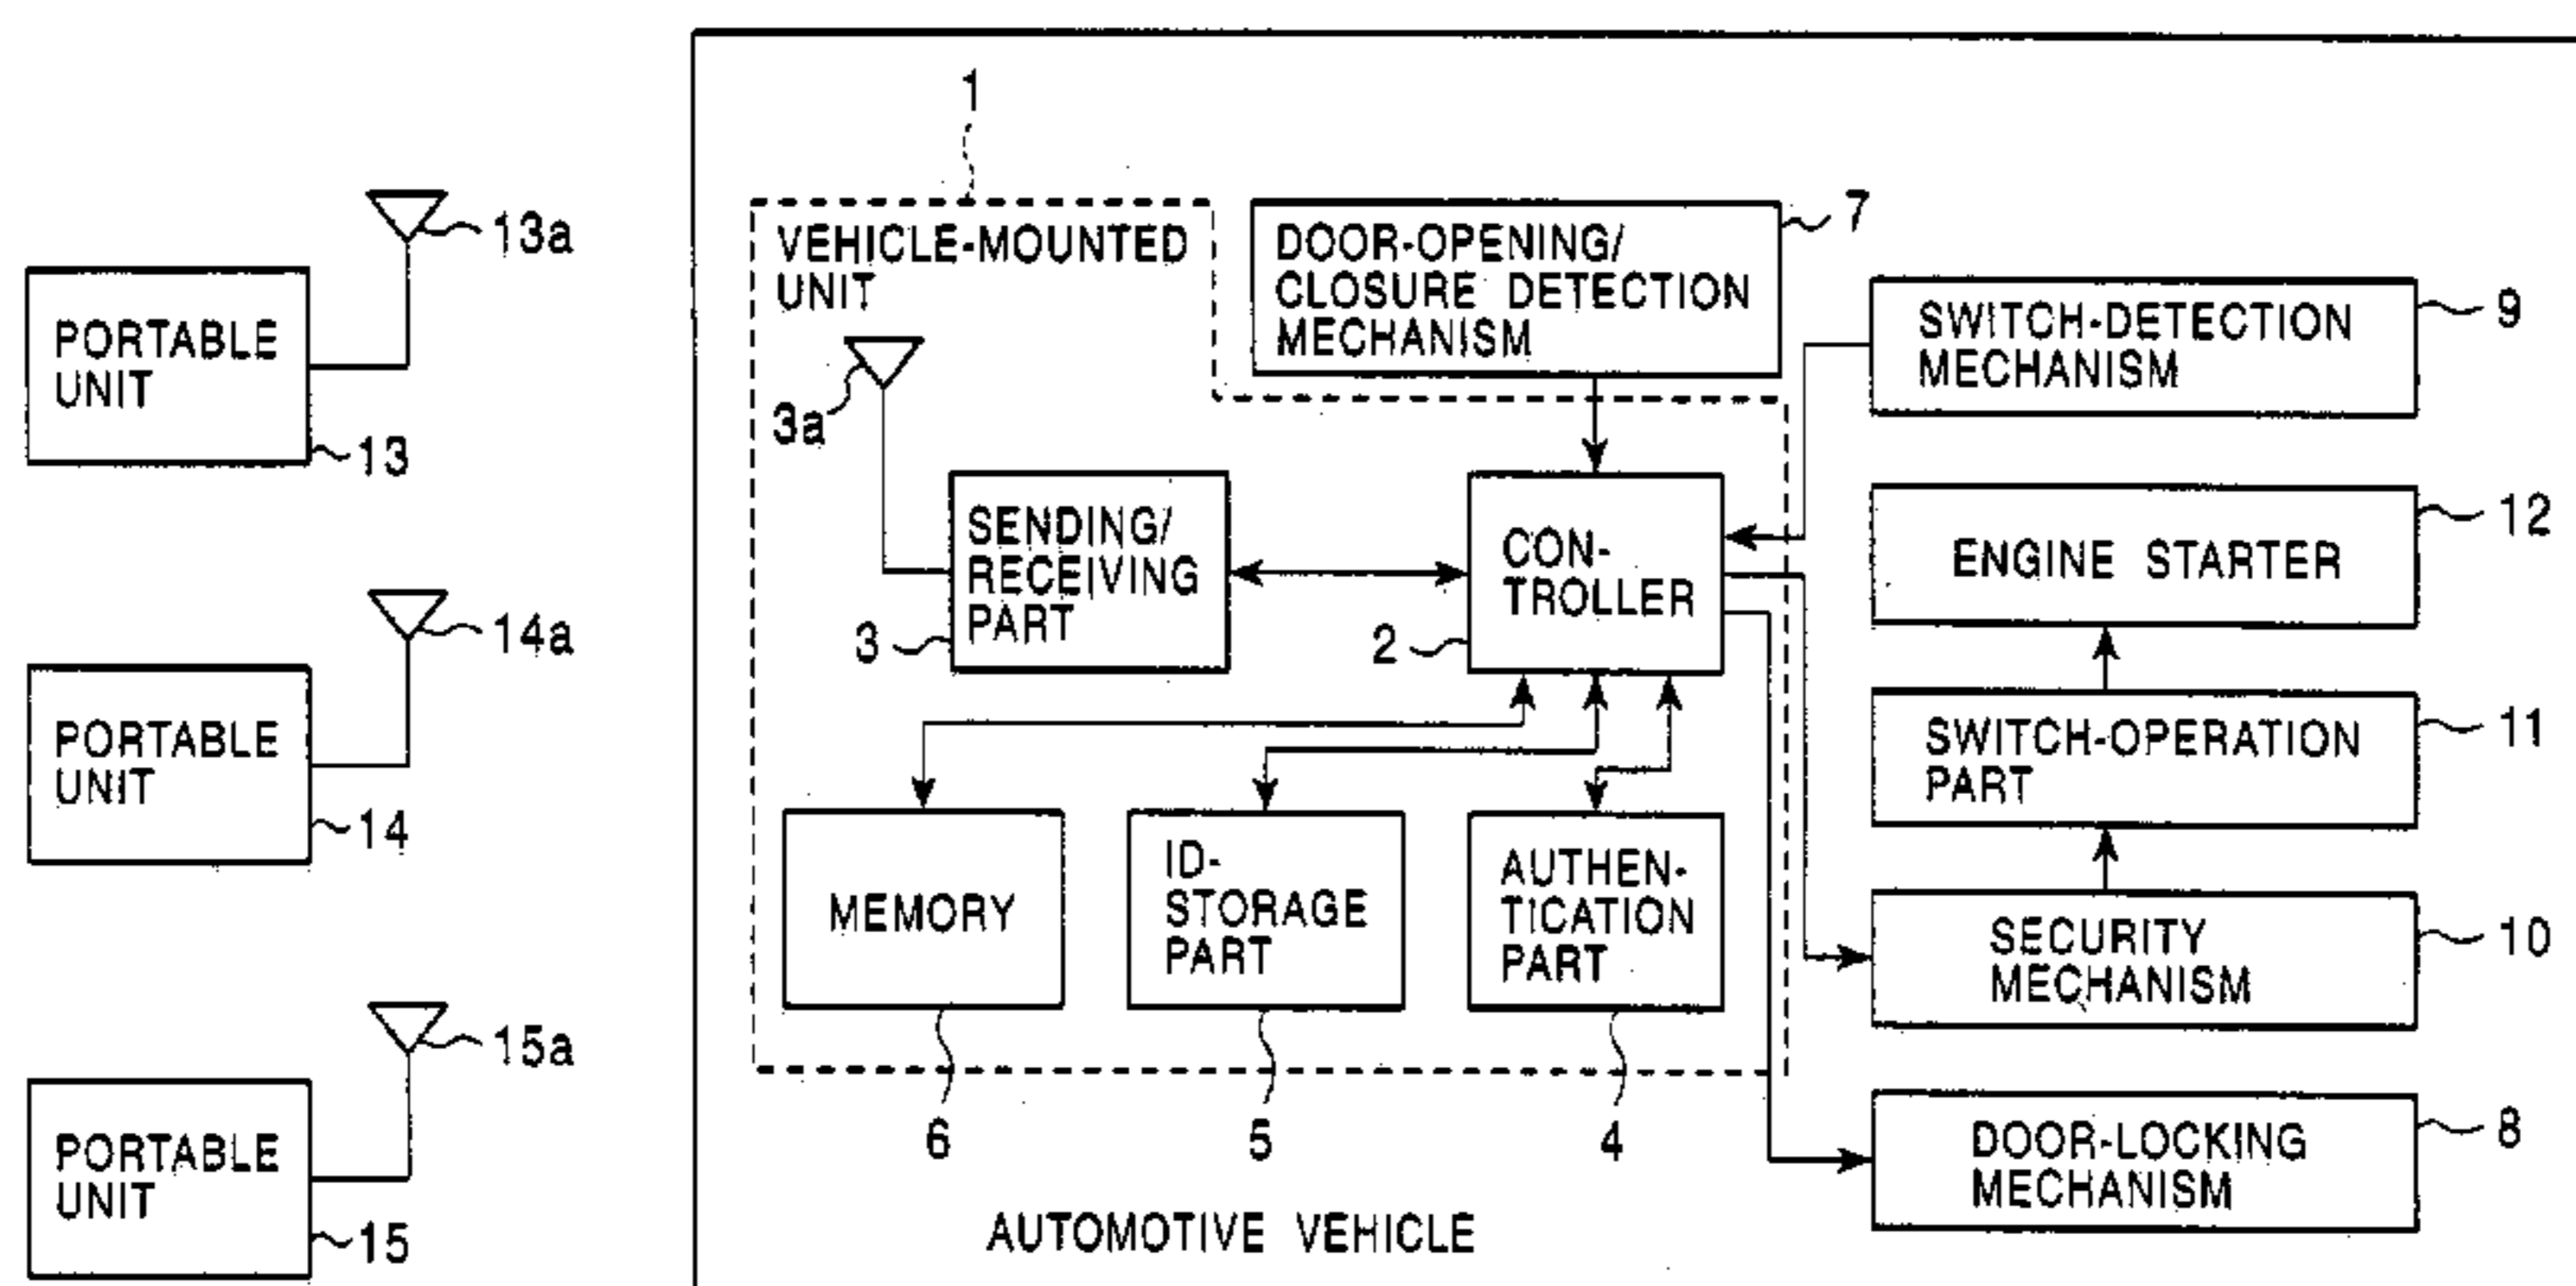 1
13a
PORTABLE
UNIT
13
14a
PORTABLE
UNIT
14
15a
PORTABLE
UNIT
15
VEHICLE-MOUNTED
UNIT
3a
DOOR-OPENING/
CLOSURE DETECTION
MECHANISM
7
SENDING/
RECEIVING
PART
3
CON-
TROLLER
2
MEMORY
6
ID-
STORAGE
PART
5
AUTHEN-
TICATION
PART
4
SWITCH-DETECTION
MECHANISM
9
ENGINE STARTER
12
SWITCH-OPERATION
PART
11
SECURITY
MECHANISM
10
DOOR-LOCKING
MECHANISM
8
AUTOMOTIVE VEHICLE